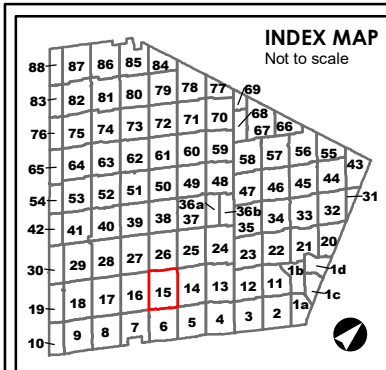 INDEX MAP
Not to scale
88 87 86 85 84
83 82 81 80 79 78 77 69
76 75 74 73 72 71 70 68 67 66
65 64 63 62 61 60 59 58 57 56 55 43
54 53 52 51 50 49 48 47 46 45 44 31
42 41 40 39 38 36a 37 36b 35 34 33 32
30 29 28 27 26 25 24 23 22 21 20
19 18 17 16 15 14 13 12 11 1b 1d
10 9 8 7 6 5 4 3 2 1a 1c